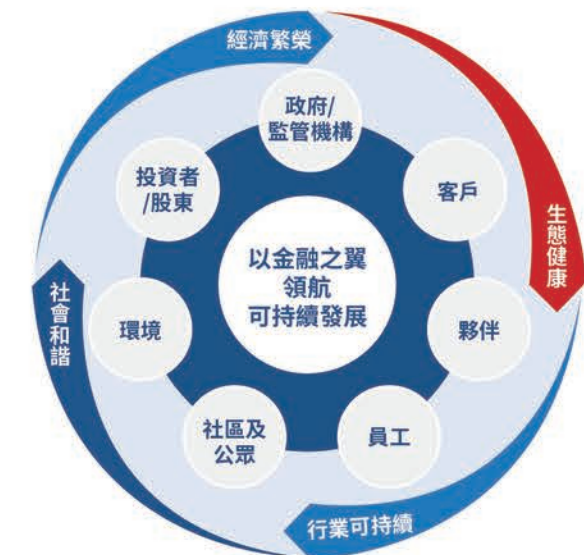 經濟繁榮
政府/
監管機構
投資者
/股東
客戶
生態健康
以金融之翼
領航
可持續發展
社會和諧
環境
夥伴
社區及
公眾
員工
行業可持續